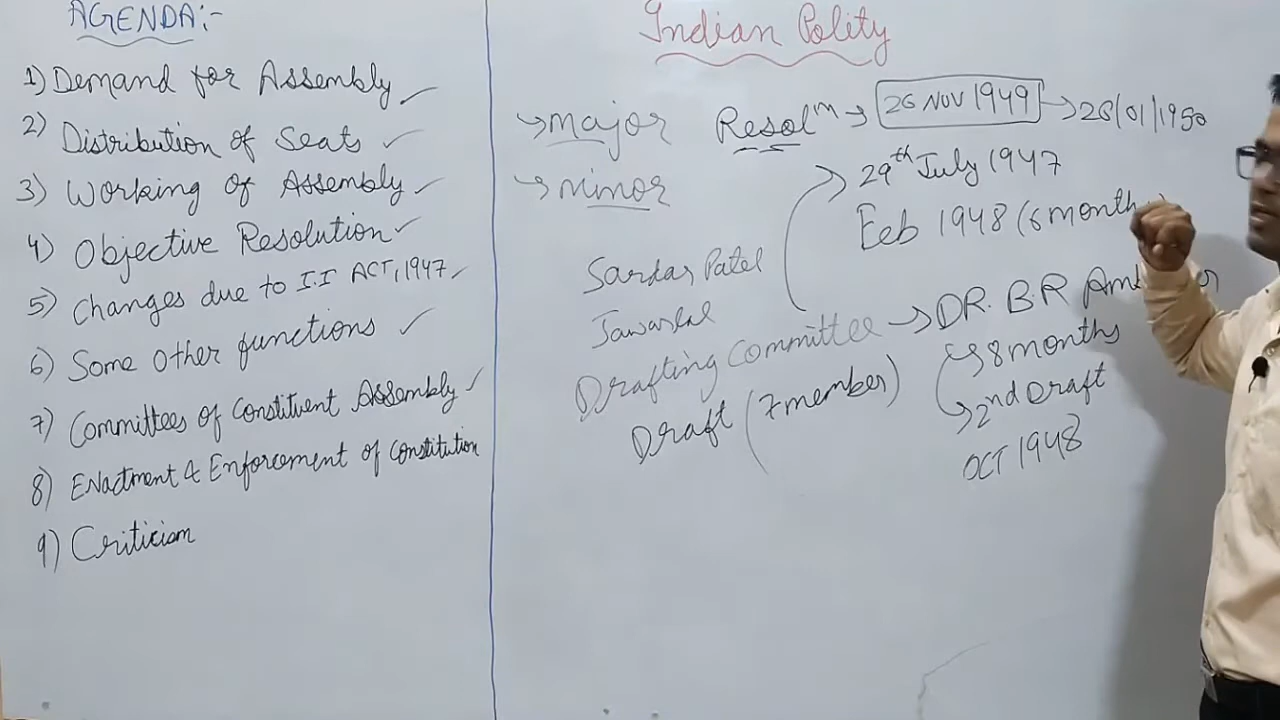 AGENDA:-
1) Demand for Assembly
2) Distribution of Seats
3) Working of Assembly
4) Objective Resolution
5) Changes due to I.I ACT, 1947
6) Some other functions
7) Committees of Constituent Assembly
8) Enactment & Enforcement of Constitution
9) Criticism
Indian Polity
→ major Resolⁿ → 26 NOV 1949 → 26/01/1950
→ minor
29th July 1947
Feb 1948 (6 months)
Sardar Patel
Jawarlal
Drafting Committee → DR. B.R
Draft (7 member)
→ 8 months
→ 2nd Draft
OCT 1948